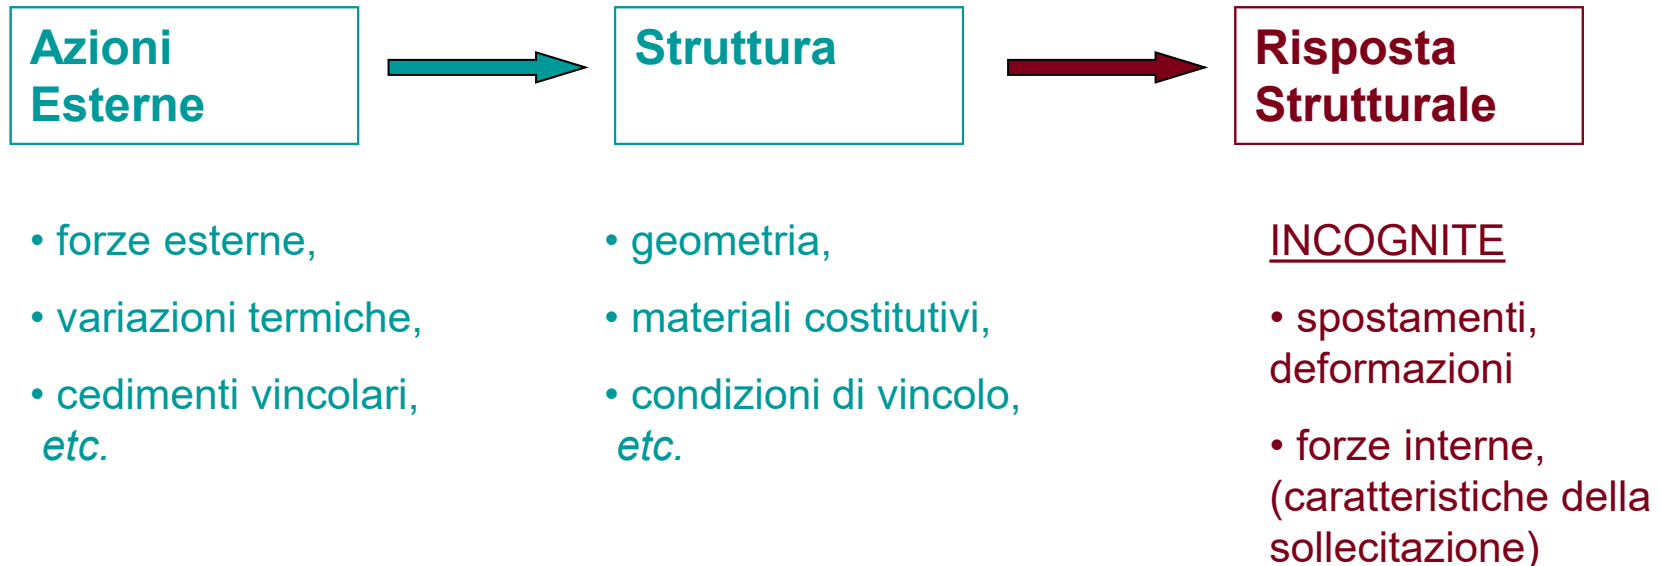 Azioni
Esterne
Struttura
Risposta
Strutturale
• forze esterne,
• variazioni termiche,
• cedimenti vincolari,
etc.
• geometria,
• materiali costitutivi,
• condizioni di vincolo,
etc.
INCOGNITE
• spostamenti,
deformazioni
• forze interne,
(caratteristiche della
sollecitazione)